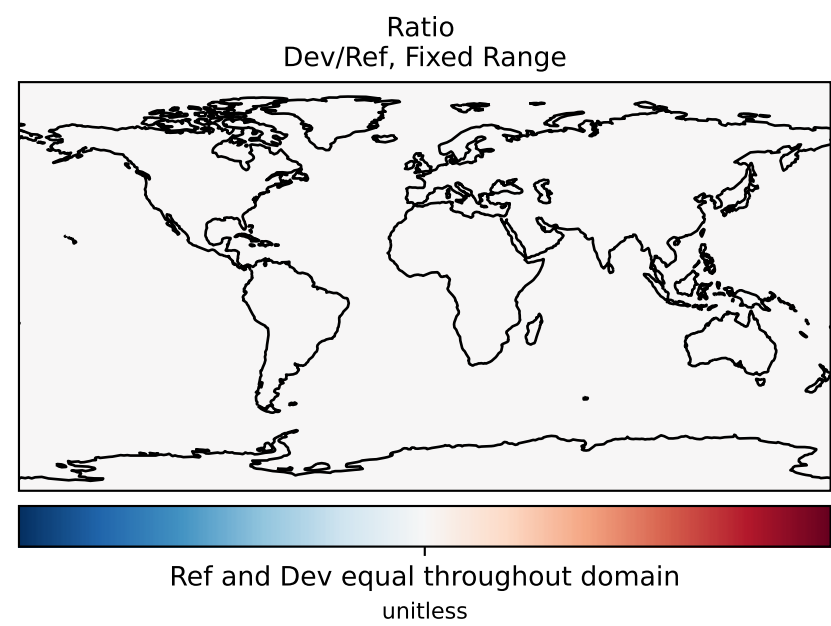 Ratio
Dev/Ref, Fixed Range
Ref and Dev equal throughout domain
unitless